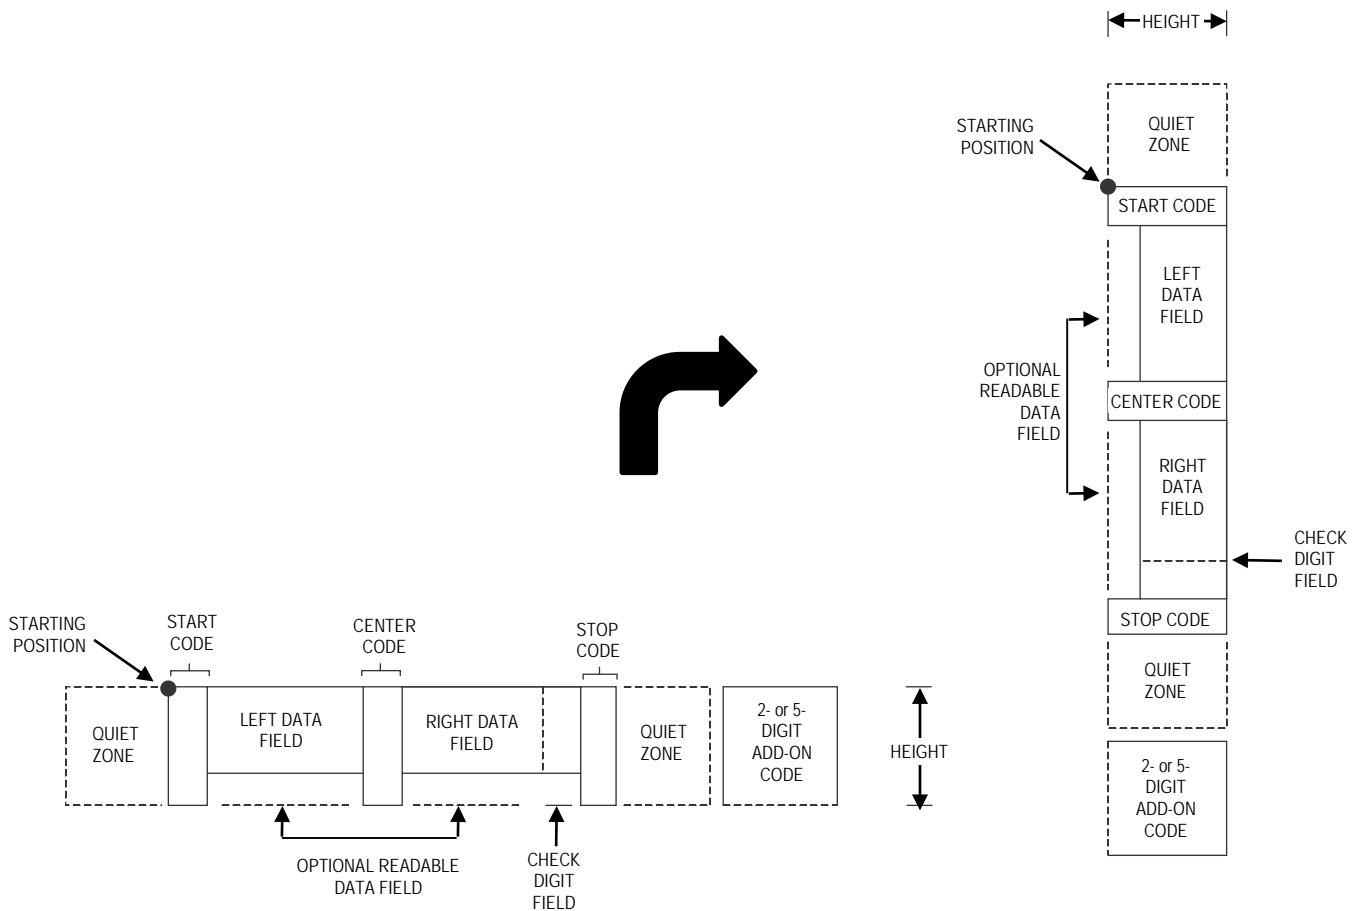 HEIGHT
QUIET
ZONE
STARTING
POSITION
START CODE
LEFT
DATA
FIELD
OPTIONAL
READABLE
DATA
FIELD
CENTER CODE
RIGHT
DATA
FIELD
CHECK
DIGIT
FIELD
STOP CODE
QUIET
ZONE
2- or 5-
DIGIT
ADD-ON
CODE
STARTING
POSITION
START
CODE
CENTER
CODE
STOP
CODE
QUIET
ZONE
LEFT DATA
FIELD
RIGHT DATA
FIELD
QUIET
ZONE
2- or 5-
DIGIT
ADD-ON
CODE
HEIGHT
OPTIONAL READABLE
DATA FIELD
CHECK
DIGIT
FIELD